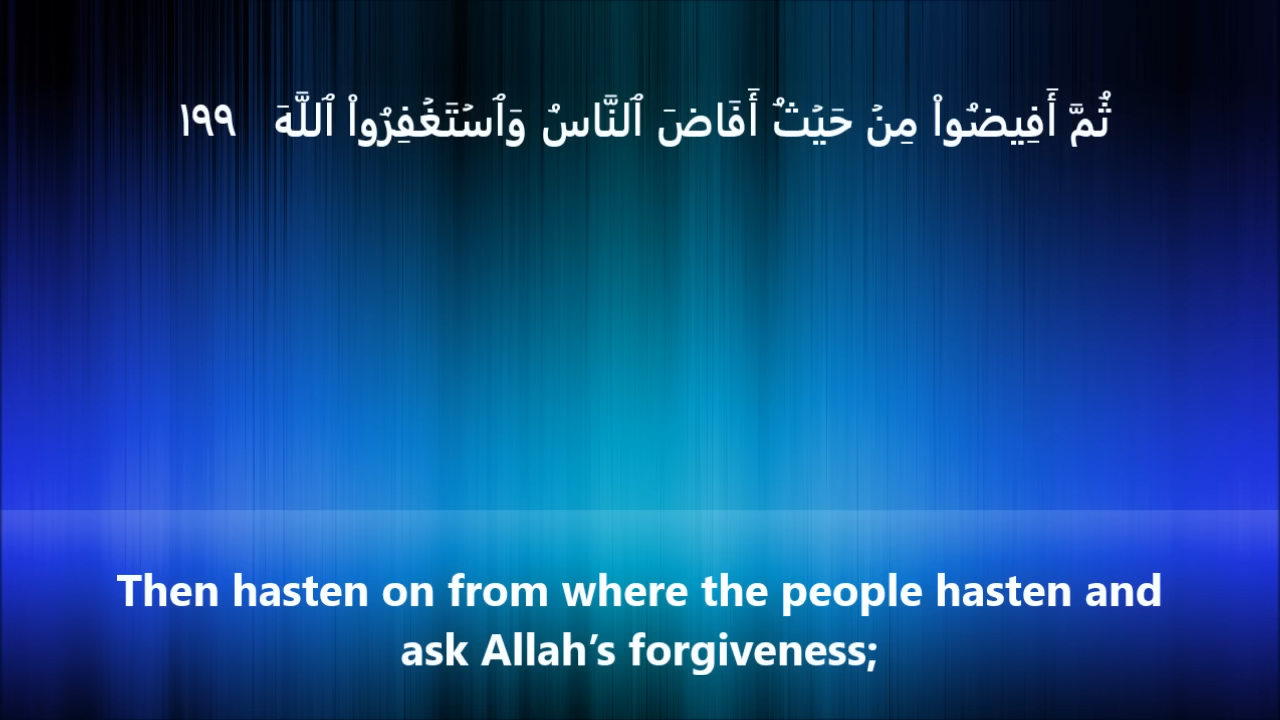 ثُمَّ أَفِيضُواْ مِنۡ حَيۡثُ أَفَاضَ ٱلنَّاسُ وَٱسۡتَغۡفِرُواْ ٱللَّهَ ١٩٩
Then hasten on from where the people hasten and
ask Allah’s forgiveness;